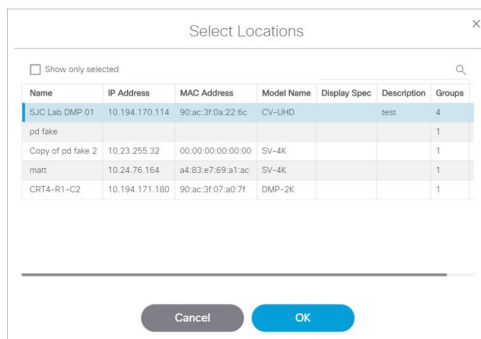 Select Locations
Show only selected
Name IP Address MAC Address Model Name Display Spec Description Groups
SJC Lab DMP 01 10.194.170.114 90:ac:3f:0a:22:6c CV-UHD test 4
pd fake 1
Copy of pd fake 2 10.23.255.32 00:00:00:00:00:00 SV-4K 1
matt 10.24.76.164 a4:83:e7:69:a1:ac SV-4K 1
CRT4-R1-C2 10.194.171.180 90:ac:3f:07:a0:7f DMP-2K 1
Cancel OK